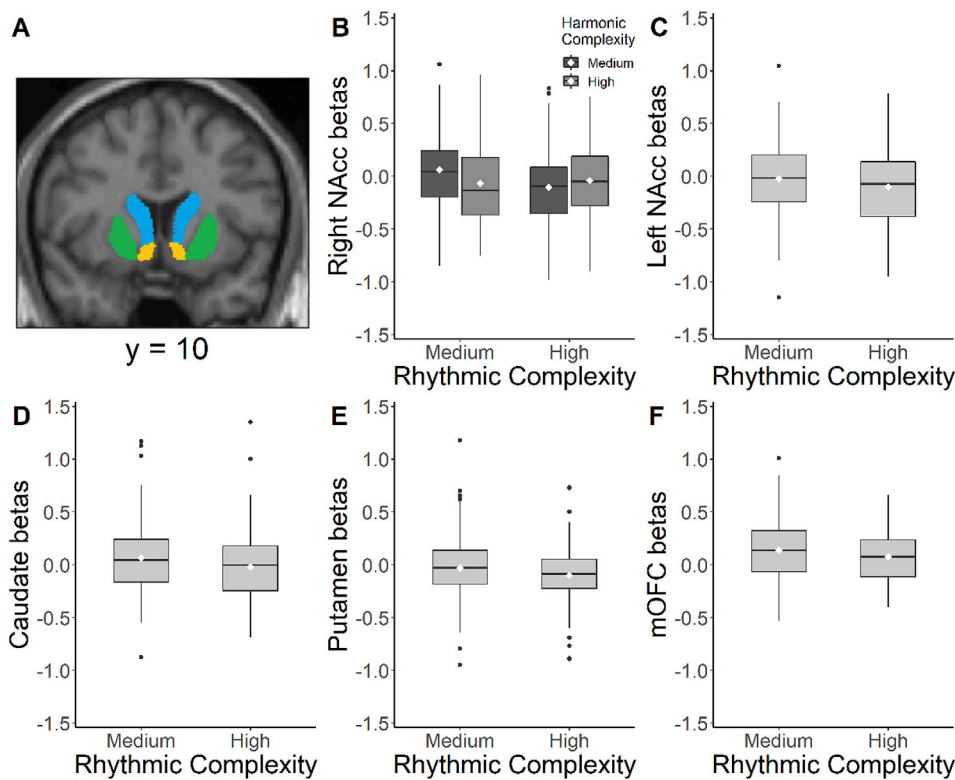 A
y = 10
B
Harmonic
Complexity
Medium
High
Right NAcc betas
1.0
0.5
0.0
-0.5
-1.0
-1.5
Medium
High
Rhythmic Complexity
C
Left NAcc betas
1.0
0.5
0.0
-0.5
-1.0
-1.5
Medium
High
Rhythmic Complexity
D
Caudate betas
1.5
1.0
0.5
0.0
-0.5
-1.0
-1.5
Medium
High
Rhythmic Complexity
E
Putamen betas
1.5
1.0
0.5
0.0
-0.5
-1.0
-1.5
Medium
High
Rhythmic Complexity
F
mOFC betas
1.5
1.0
0.5
0.0
-0.5
-1.0
-1.5
Medium
High
Rhythmic Complexity